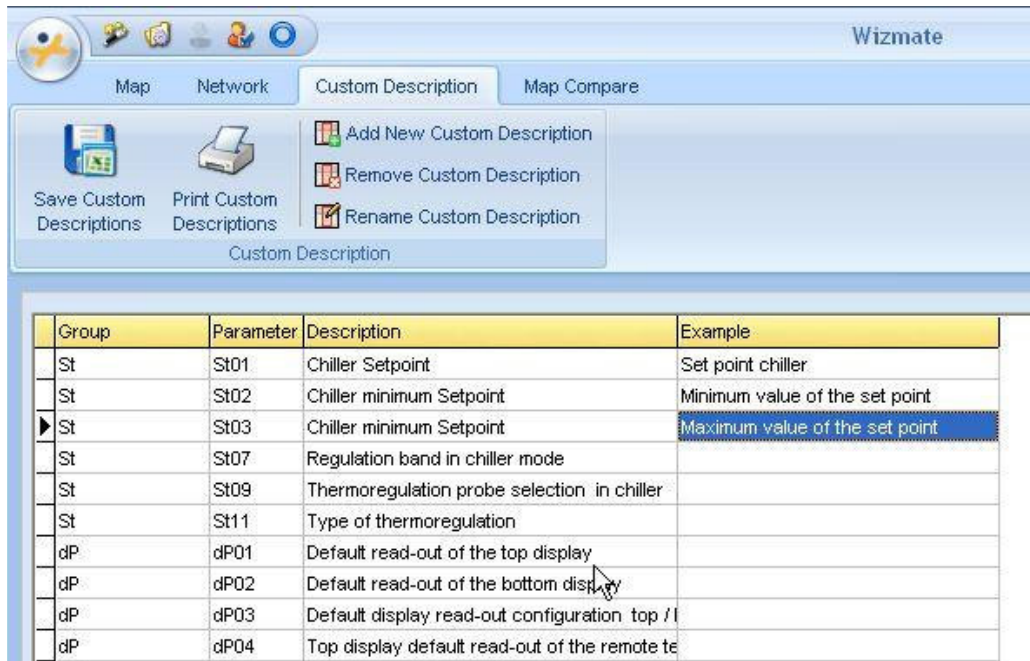 Wizmate
Map Network Custom Description Map Compare
Save Custom Descriptions
Print Custom Descriptions
Add New Custom Description
Remove Custom Description
Rename Custom Description
Custom Description
Group Parameter Description Example
St St01 Chiller Setpoint Set point chiller
St St02 Chiller minimum Setpoint Minimum value of the set point
St St03 Chiller minimum Setpoint Maximum value of the set point
St St07 Regulation band in chiller mode
St St09 Thermoregulation probe selection in chiller
St St11 Type of thermoregulation
dP dP01 Default read-out of the top display
dP dP02 Default read-out of the bottom display
dP dP03 Default display read-out configuration top /
dP dP04 Top display default read-out of the remote te